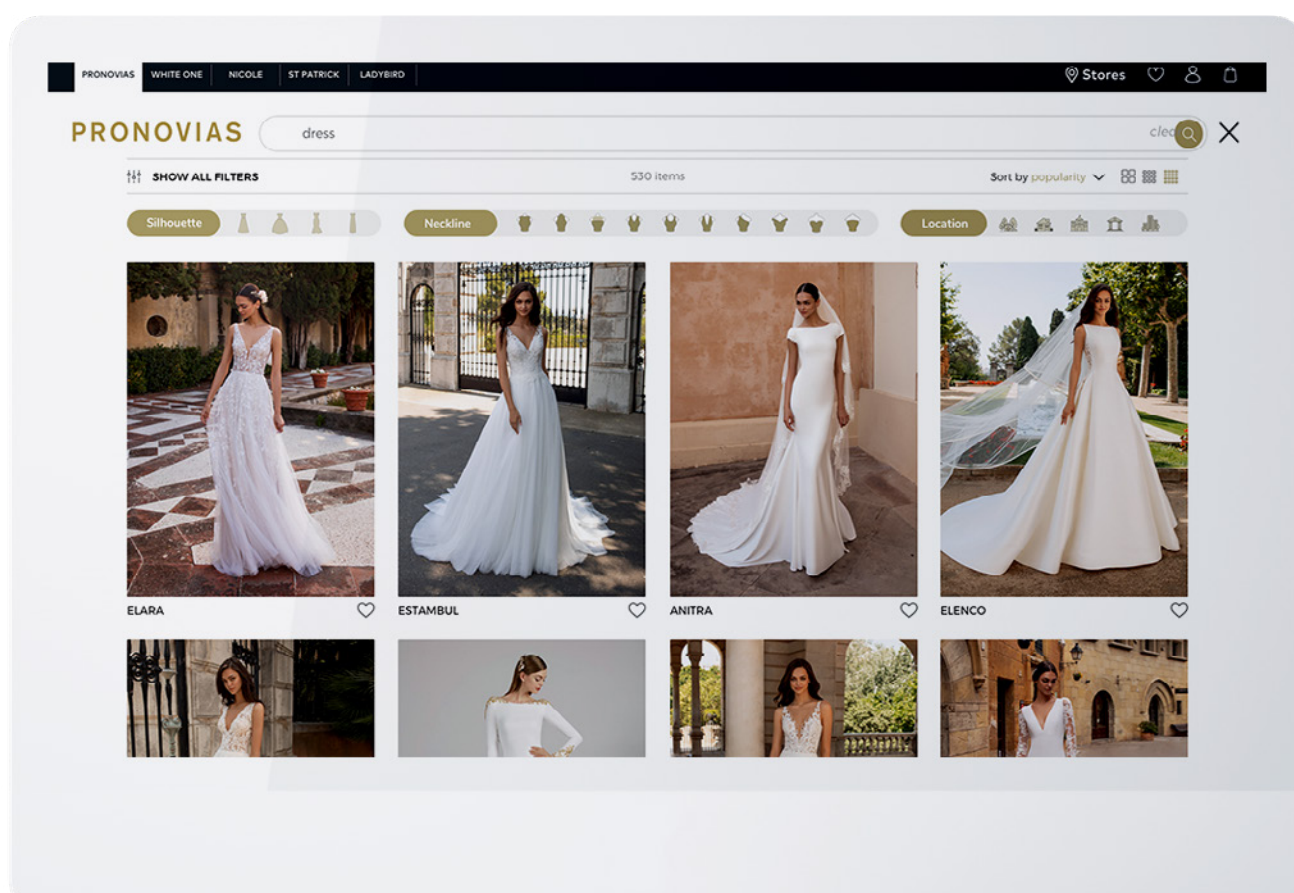 PRONOVIAS WHITE ONE NICOLE ST PATRICK LADYBIRD Stores
PRONOVIAS dress clea
SHOW ALL FILTERS 530 items Sort by popularity
Silhouette Neckline Location
ELARA ESTAMBUL ANITRA ELENCO